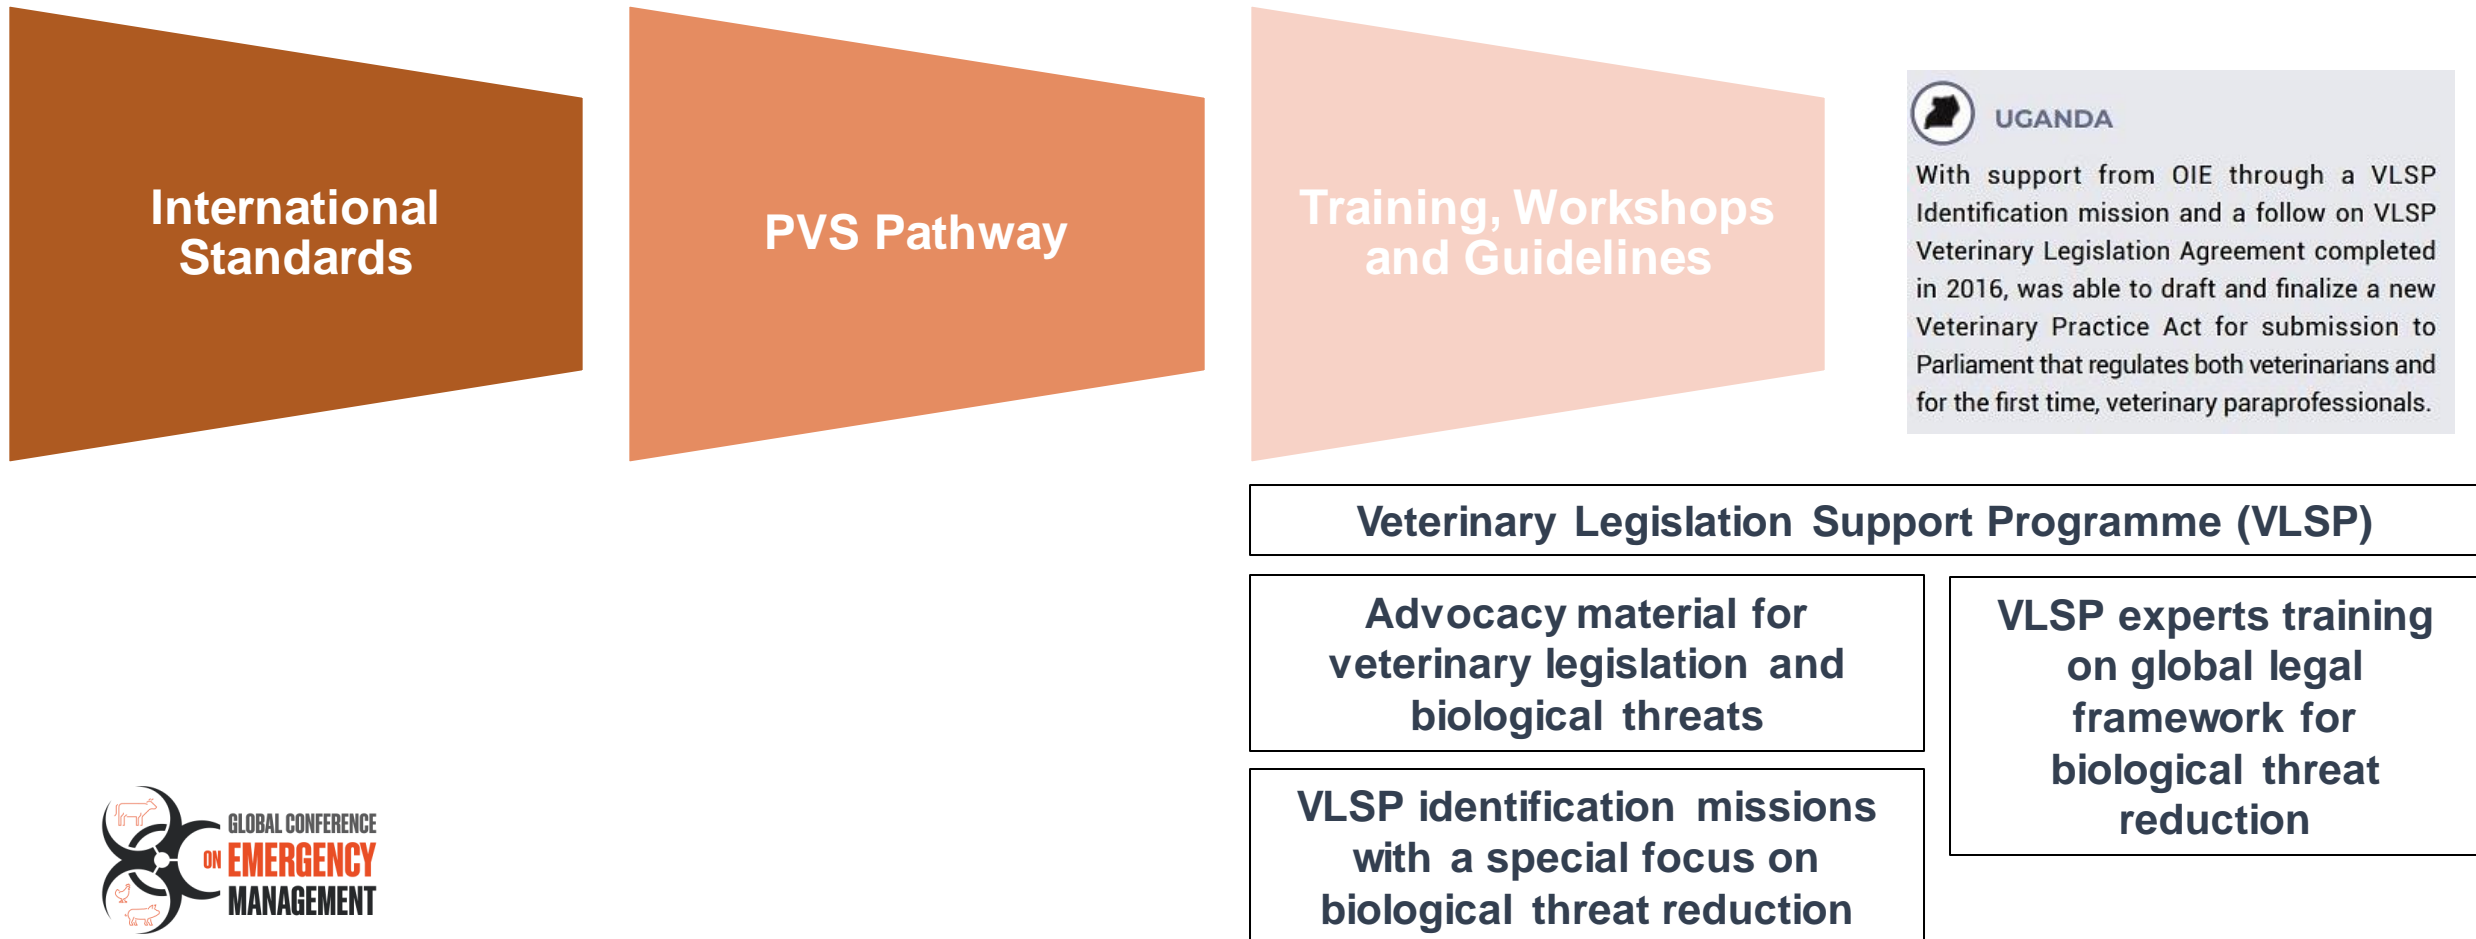 International
Standards
PVS Pathway
Training, Workshops
and Guidelines
UGANDA
With support from OIE through a VLSP
Identification mission and a follow on VLSP
Veterinary Legislation Agreement completed
in 2016, was able to draft and finalize a new
Veterinary Practice Act for submission to
Parliament that regulates both veterinarians and
for the first time, veterinary paraprofessionals.
Veterinary Legislation Support Programme (VLSP)
Advocacy material for
veterinary legislation and
biological threats
VLSP experts training
on global legal
framework for
biological threat
reduction
VLSP identification missions
with a special focus on
biological threat reduction
GLOBAL CONFERENCE
ON EMERGENCY
MANAGEMENT